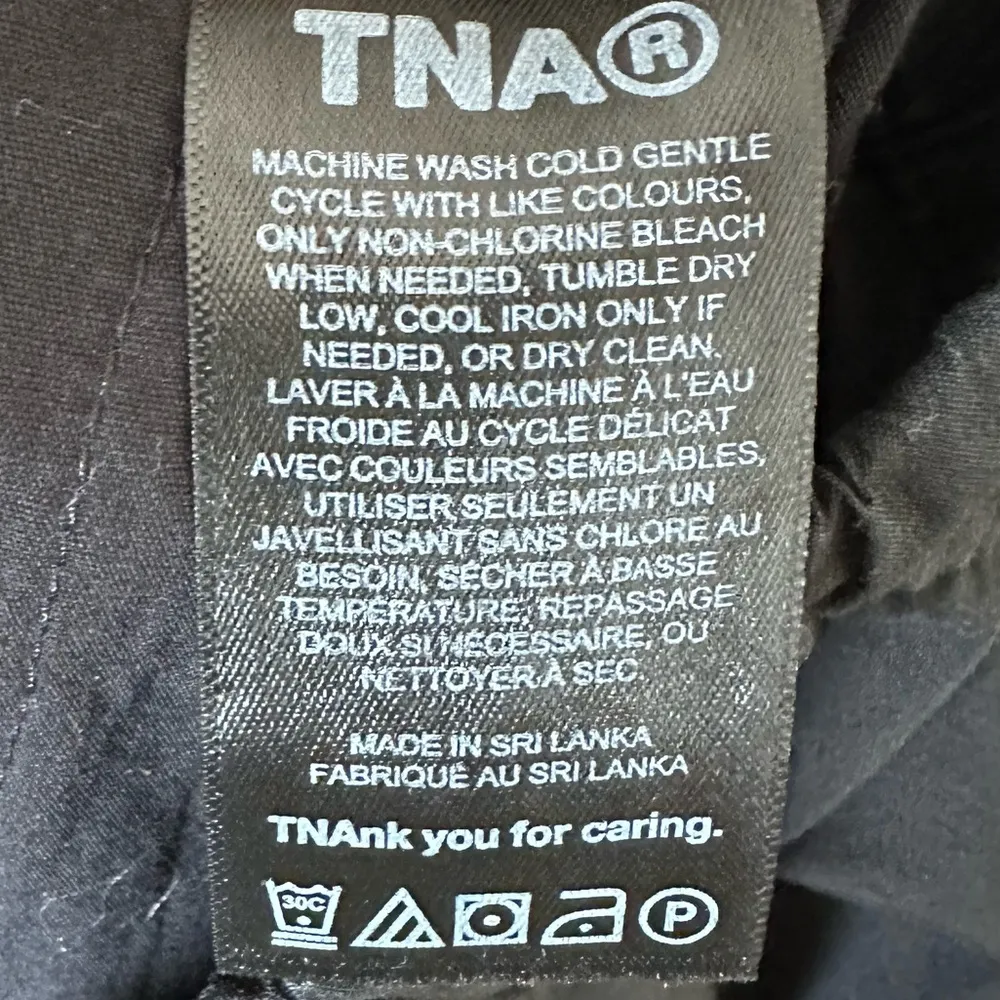 TNA®
MACHINE WASH COLD GENTLE
CYCLE WITH LIKE COLOURS,
ONLY NON-CHLORINE BLEACH
WHEN NEEDED, TUMBLE DRY
LOW, COOL IRON ONLY IF
NEEDED, OR DRY CLEAN.
LAVER À LA MACHINE À L'EAU
FROIDE AU CYCLE DÉLICAT
AVEC COULEURS SEMBLABLES,
UTILISER SEULEMENT UN
JAVELLISANT SANS CHLORE AU
BESOIN, SÉCHER À BASSE
TEMPÉRATURE, REPASSAGE
DOUX SI NÉCESSAIRE, OU
NETTOYER À SEC.
MADE IN SRI LANKA
FABRIQUÉ AU SRI LANKA
TNAnk you for caring.
30C P